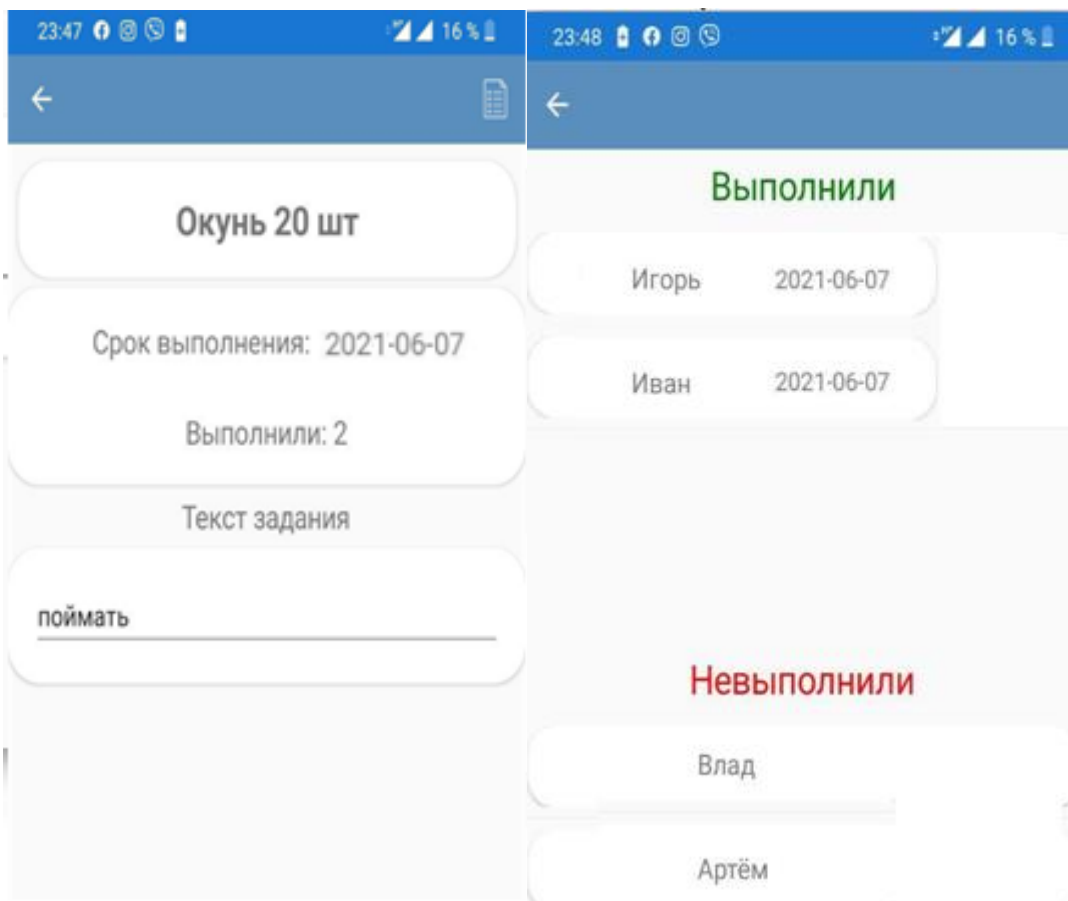 23:47
16 %
Окунь 20 шт
Срок выполнения: 2021-06-07
Выполнили: 2
Текст задания
поймать
23:48
16 %
Выполнили
Игорь 2021-06-07
Иван 2021-06-07
Невыполнили
Влад
Артём